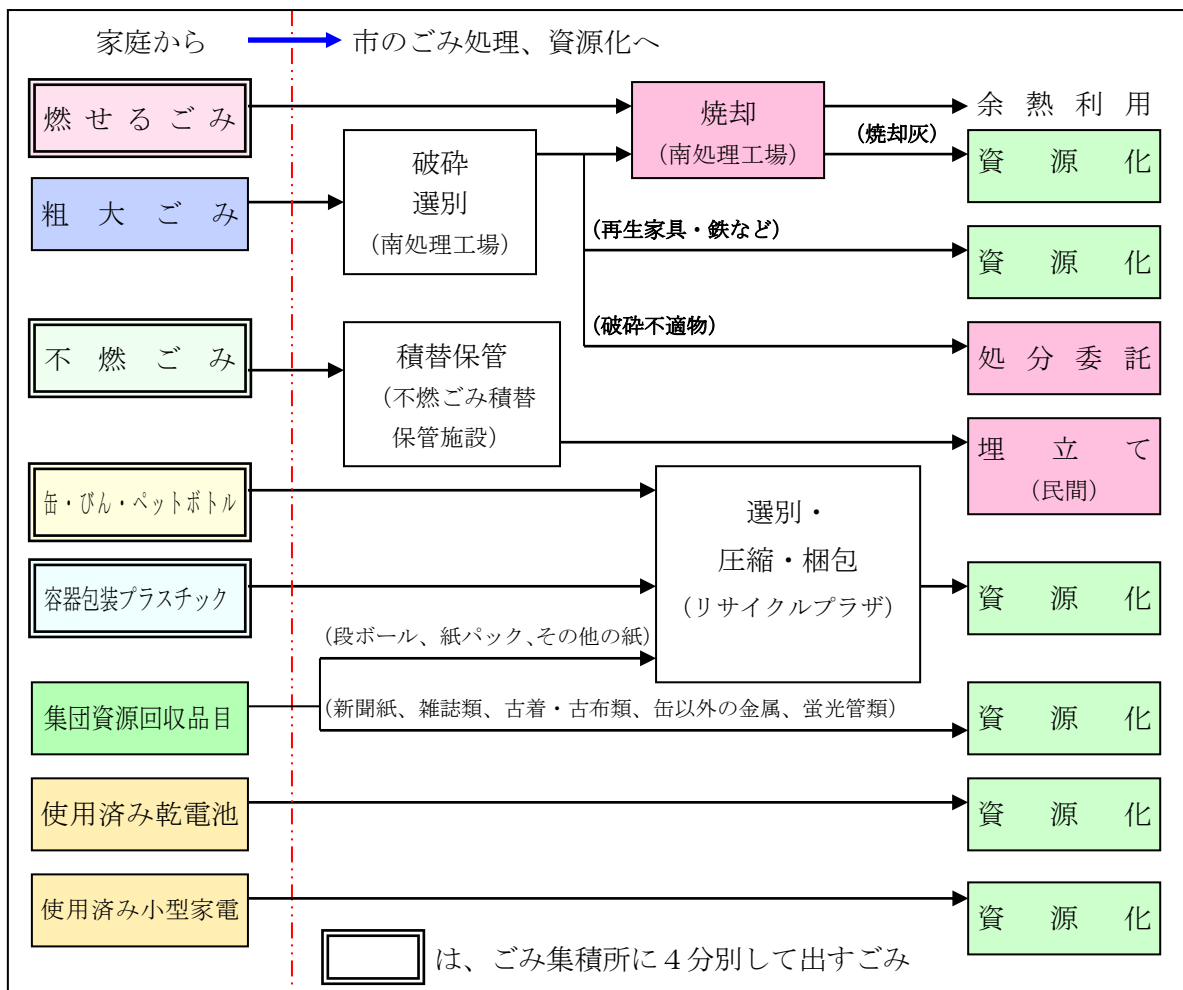 家庭から
市のごみ処理、資源化へ
燃せるごみ
焼却
(南処理工場)
余熱利用
(焼却灰)
資源化
粗大ごみ
破砕
選別
(南処理工場)
(再生家具・鉄など)
資源化
(破砕不適物)
処分委託
不燃ごみ
積替保管
(不燃ごみ積替
保管施設)
埋立て
(民間)
缶・びん・ペットボトル
選別・
圧縮・梱包
(リサイクルプラザ)
容器包装プラスチック
資源化
(段ボール、紙パック、その他の紙)
集団資源回収品目
(新聞紙、雑誌類、古着・古布類、缶以外の金属、蛍光管類)
資源化
使用済み乾電池
資源化
使用済み小型家電
資源化
は、ごみ集積所に4分別して出すごみ